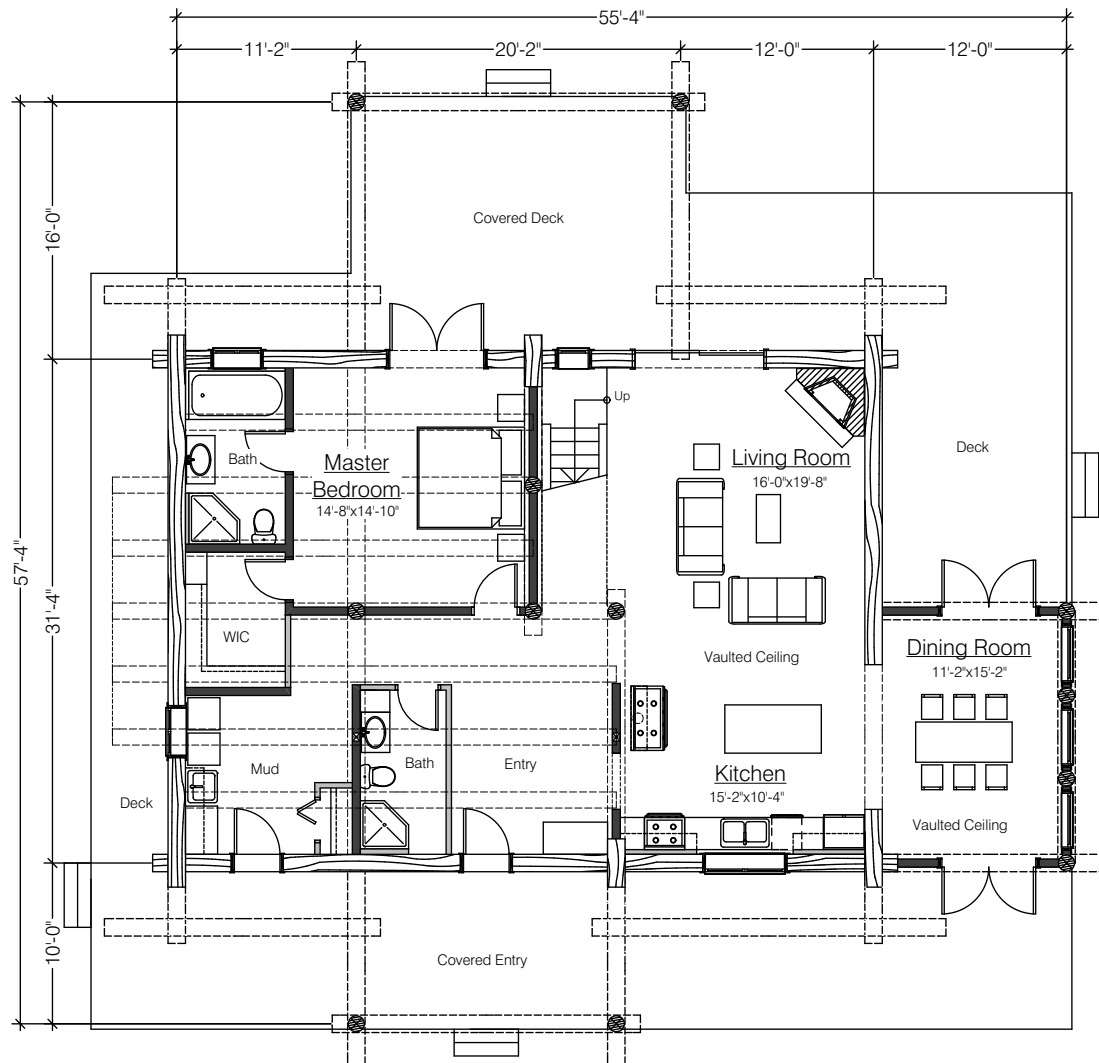 55'-4"
11'-2" 20'-2" 12'-0" 12'-0"
16'-0"
57'-4"
31'-4"
10'-0"
Covered Deck
Up
Bath
Master
Bedroom
14'-8"x14'-10"
Living Room
16'-0"x19'-8"
Deck
WIC
Vaulted Ceiling
Dining Room
11'-2"x15'-2"
Mud
Bath
Entry
Kitchen
15'-2"x10'-4"
Deck
Vaulted Ceiling
Covered Entry